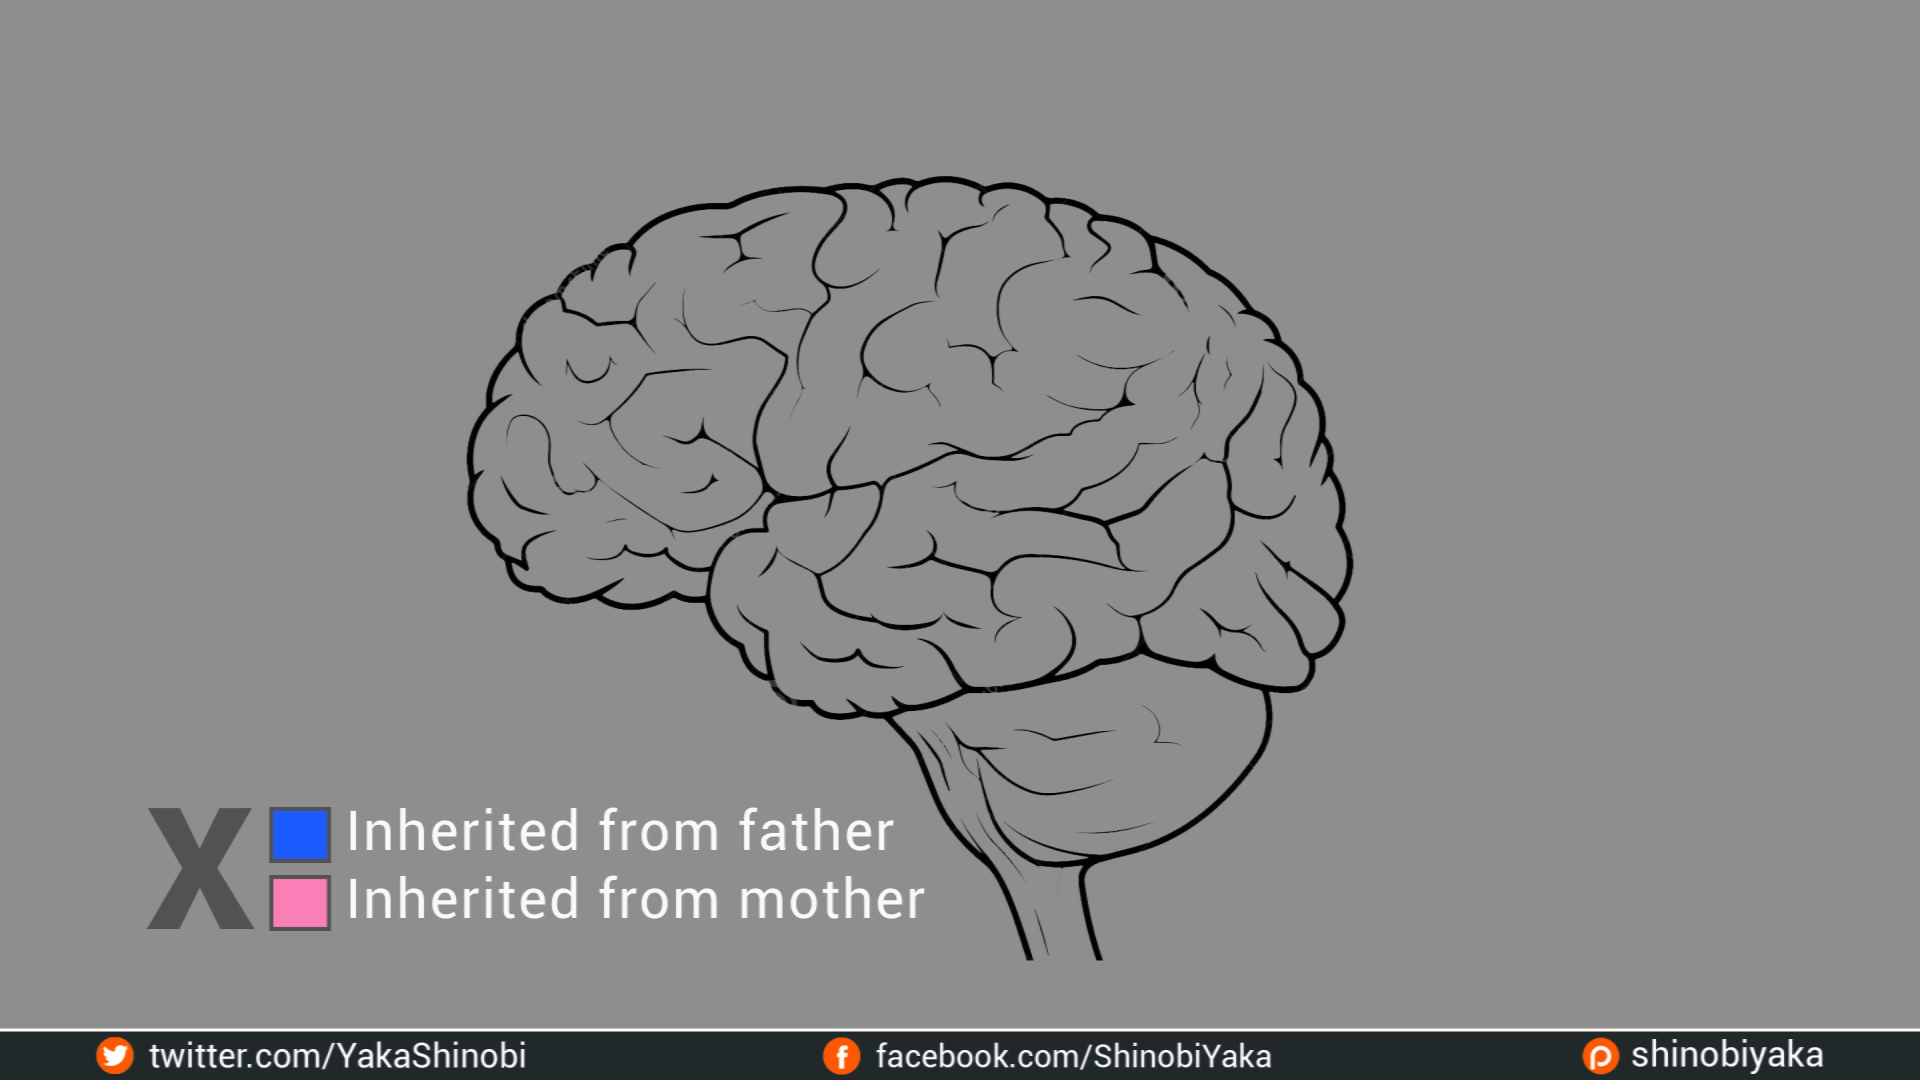 X
Inherited from father
Inherited from mother
twitter.com/YakaShinobi
facebook.com/ShinobiYaka
shinobiyaka